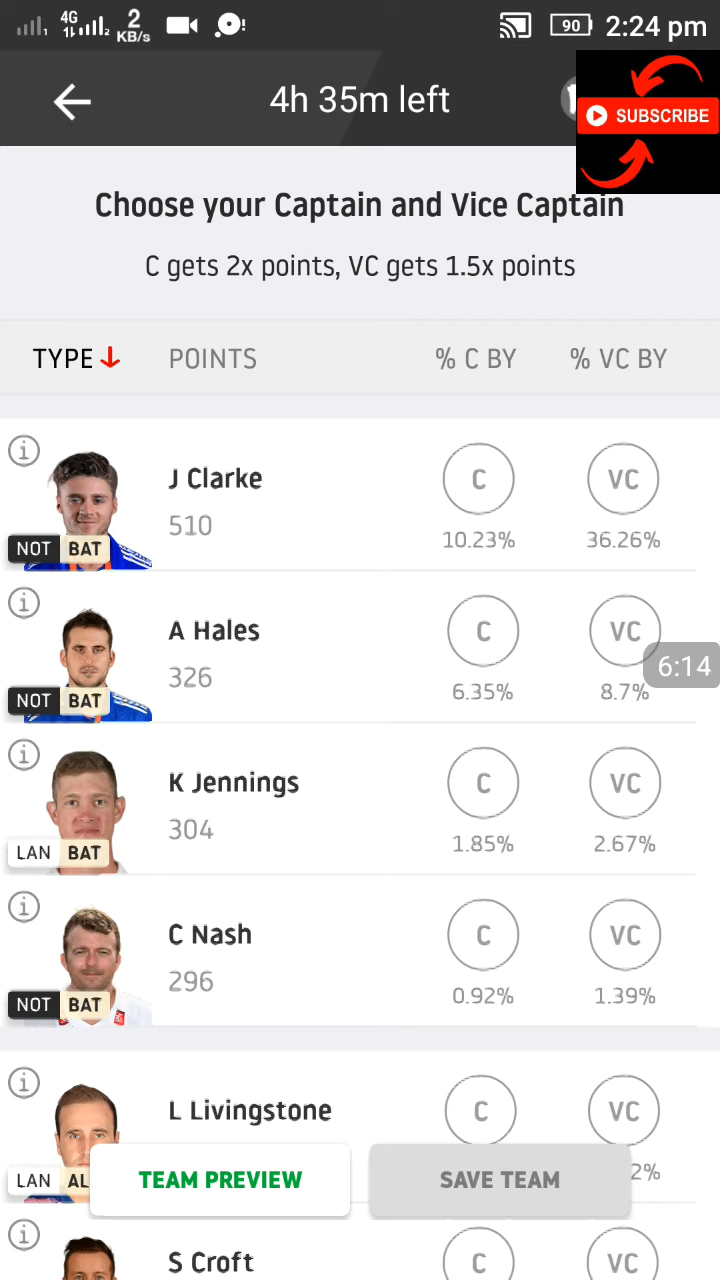 4G 2 KB/s 90 2:24 pm
4h 35m left
SUBSCRIBE
Choose your Captain and Vice Captain
C gets 2x points, VC gets 1.5x points
TYPE POINTS % C BY % VC BY
J Clarke C VC
510 10.23% 36.26%
NOT BAT
A Hales C VC
6:14
326 6.35% 8.7%
NOT BAT
K Jennings C VC
304 1.85% 2.67%
LAN BAT
C Nash C VC
296 0.92% 1.39%
NOT BAT
L Livingstone C VC
LAN AL TEAM PREVIEW SAVE TEAM 2%
S Croft C VC